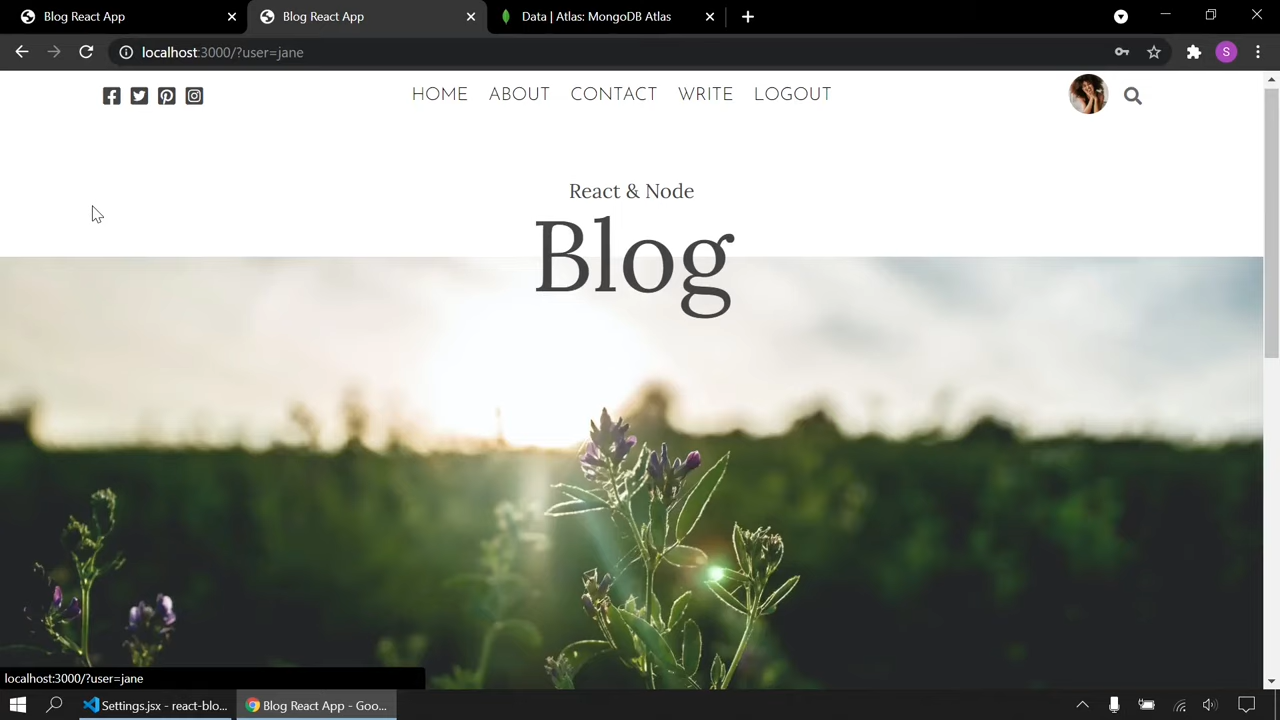 Blog React App
Blog React App
Data | Atlas: MongoDB Atlas
localhost:3000/?user=jane
S
HOME ABOUT CONTACT WRITE LOGOUT
React & Node
Blog
localhost:3000/?user=jane
Settings.jsx - react-blo...
Blog React App - Goo...